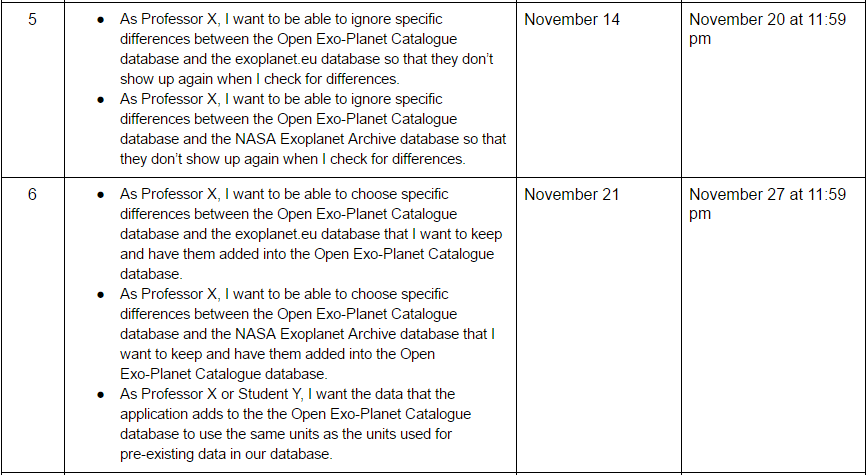 5
● As Professor X, I want to be able to ignore specific
differences between the Open Exo-Planet Catalogue
database and the exoplanet.eu database so that they don’t
show up again when I check for differences.
● As Professor X, I want to be able to ignore specific
differences between the Open Exo-Planet Catalogue
database and the NASA Exoplanet Archive database so that
they don’t show up again when I check for differences.
November 14
November 20 at 11:59
pm
6
● As Professor X, I want to be able to choose specific
differences between the Open Exo-Planet Catalogue
database and the exoplanet.eu database that I want to keep
and have them added into the Open Exo-Planet Catalogue
database.
● As Professor X, I want to be able to choose specific
differences between the Open Exo-Planet Catalogue
database and the NASA Exoplanet Archive database that I
want to keep and have them added into the Open
Exo-Planet Catalogue database.
● As Professor X or Student Y, I want the data that the
application adds to the the Open Exo-Planet Catalogue
database to use the same units as the units used for
pre-existing data in our database.
November 21
November 27 at 11:59
pm